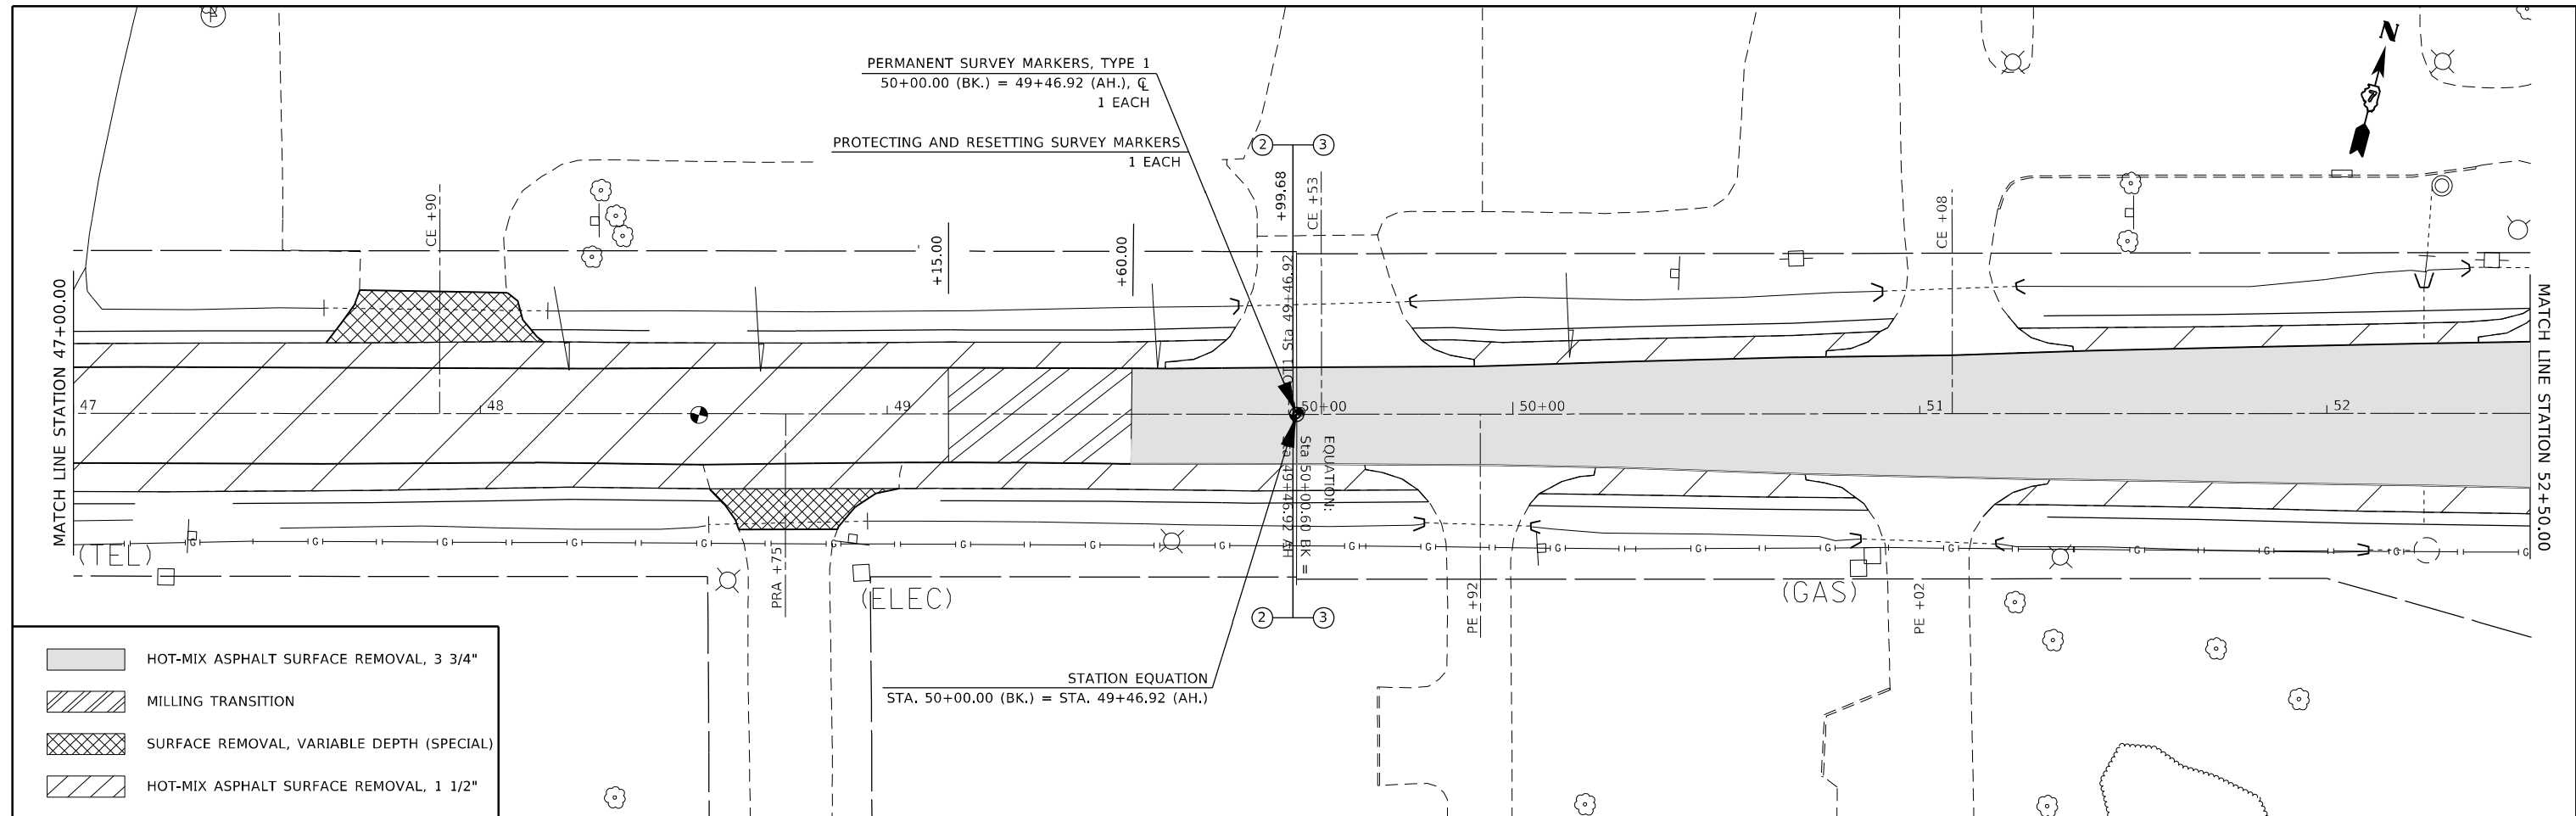 N
PERMANENT SURVEY MARKERS, TYPE 1
50+00.00 (BK.) = 49+46.92 (AH.), ℄
1 EACH
PROTECTING AND RESETTING SURVEY MARKERS
1 EACH
2
3
+99.68
CE +53
CE +90
+15.00
+60.00
CE +08
MATCH LINE STATION 47+00.00
MATCH LINE STATION 52+50.00
47
48
49
50+00
50+00
51
52
Sta 49+46.92
EQUATION:
Sta 50+00.60 BK =
49+46.92 AH
G G G G G G G G G G G G G G G G G G G
(TEL)
(ELEC)
(GAS)
PRA +75
PE +92
PE +02
2
3
STATION EQUATION
STA. 50+00.00 (BK.) = STA. 49+46.92 (AH.)
HOT-MIX ASPHALT SURFACE REMOVAL, 3 3/4"
MILLING TRANSITION
SURFACE REMOVAL, VARIABLE DEPTH (SPECIAL)
HOT-MIX ASPHALT SURFACE REMOVAL, 1 1/2"